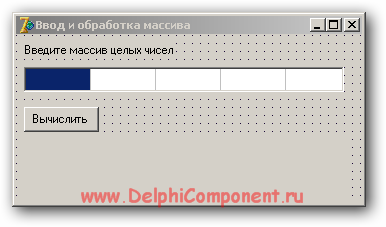 Ввод и обработка массива
Введите массив целых чисел
Вычислить
www.DelphiComponent.ru